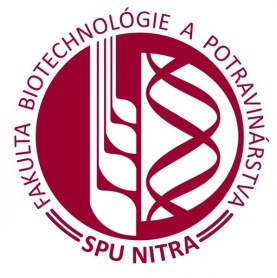 FAKULTA BIOTECHNOLÓGIE A POTRAVINÁRSTVA
SPU NITRA